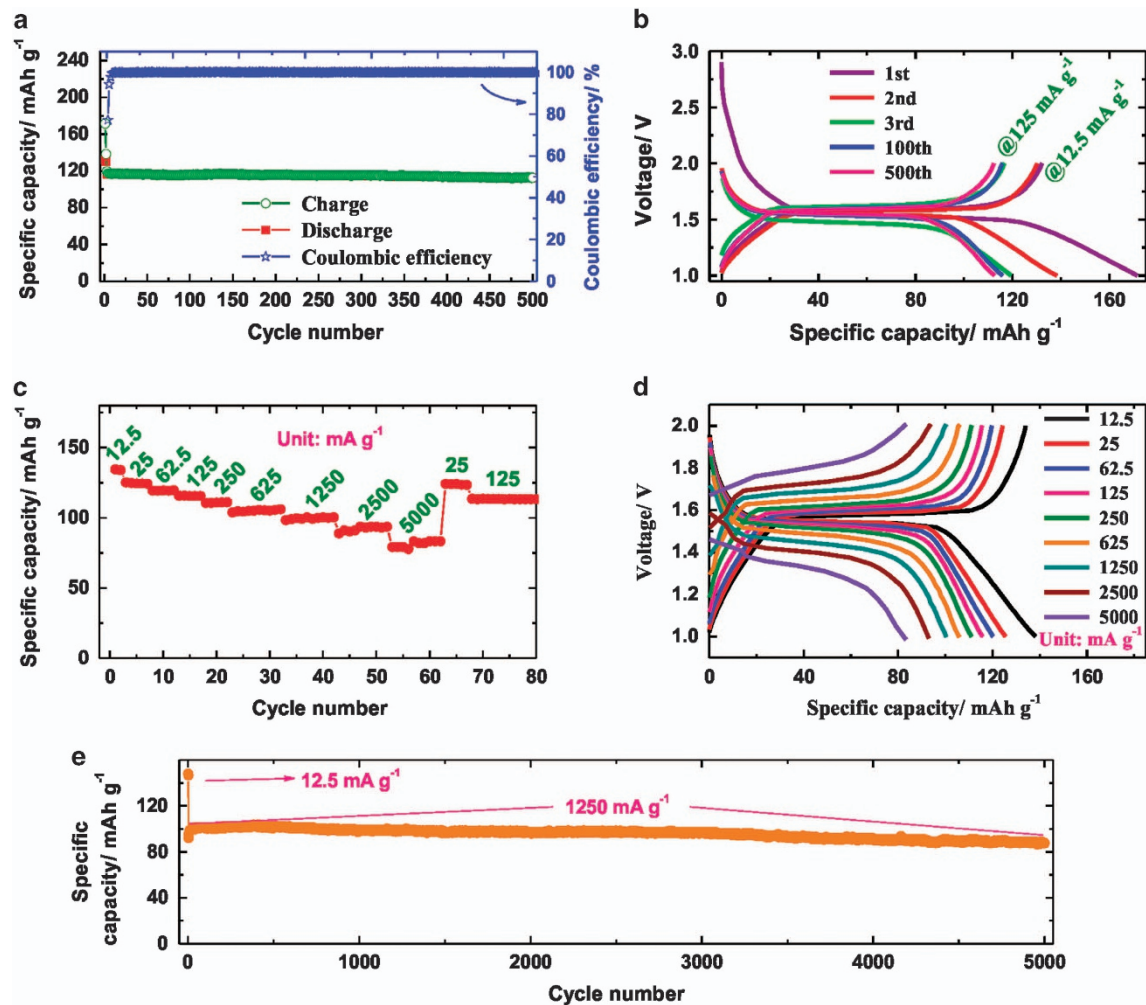 a
Specific capacity/ mAh g⁻¹
240
200
160
120
80
40
0
0 50 100 150 200 250 300 350 400 450 500
Cycle number
Charge
Discharge
Coulombic efficiency
100
80
60
40
20
0
Coulombic efficiency/ %
b
Voltage/ V
3.0
2.5
2.0
1.5
1.0
0 40 80 120 160
Specific capacity/ mAh g⁻¹
1st
2nd
3rd
100th
500th
@125 mA g⁻¹
@12.5 mA g⁻¹
c
Specific capacity/ mAh g⁻¹
150
100
50
0
0 10 20 30 40 50 60 70 80
Cycle number
Unit: mA g⁻¹
12.5
25
62.5
125
250
625
1250
2500
5000
25
125
d
Voltage/ V
2.0
1.8
1.6
1.4
1.2
1.0
0 40 80 120 160
Specific capacity/ mAh g⁻¹
12.5
25
62.5
125
250
625
1250
2500
5000
Unit: mA g⁻¹
e
Specific
capacity/ mAh g⁻¹
120
80
40
0
0 1000 2000 3000 4000 5000
Cycle number
12.5 mA g⁻¹
1250 mA g⁻¹